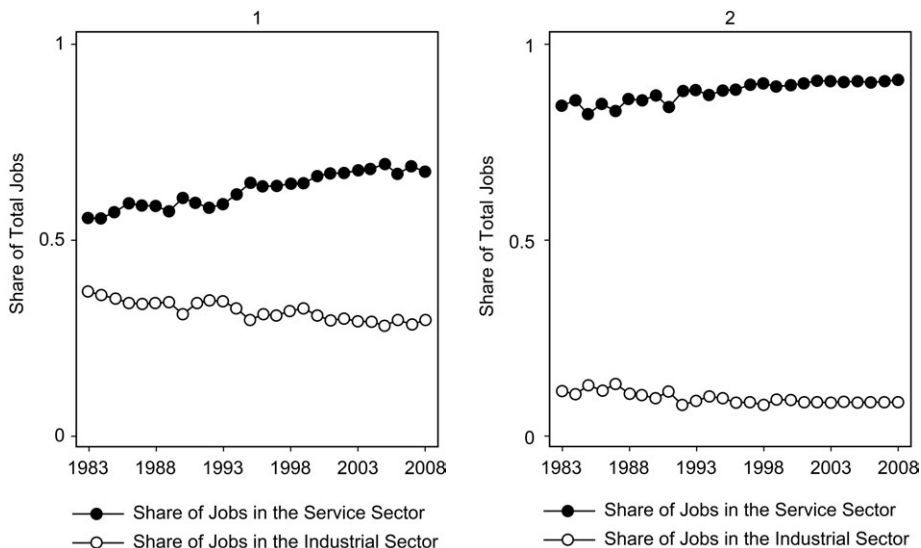 1
1
0.5
0
Share of Total Jobs
1983 1988 1993 1998 2003 2008
Share of Jobs in the Service Sector
Share of Jobs in the Industrial Sector
2
1
0.5
0
Share of Total Jobs
1983 1988 1993 1998 2003 2008
Share of Jobs in the Service Sector
Share of Jobs in the Industrial Sector